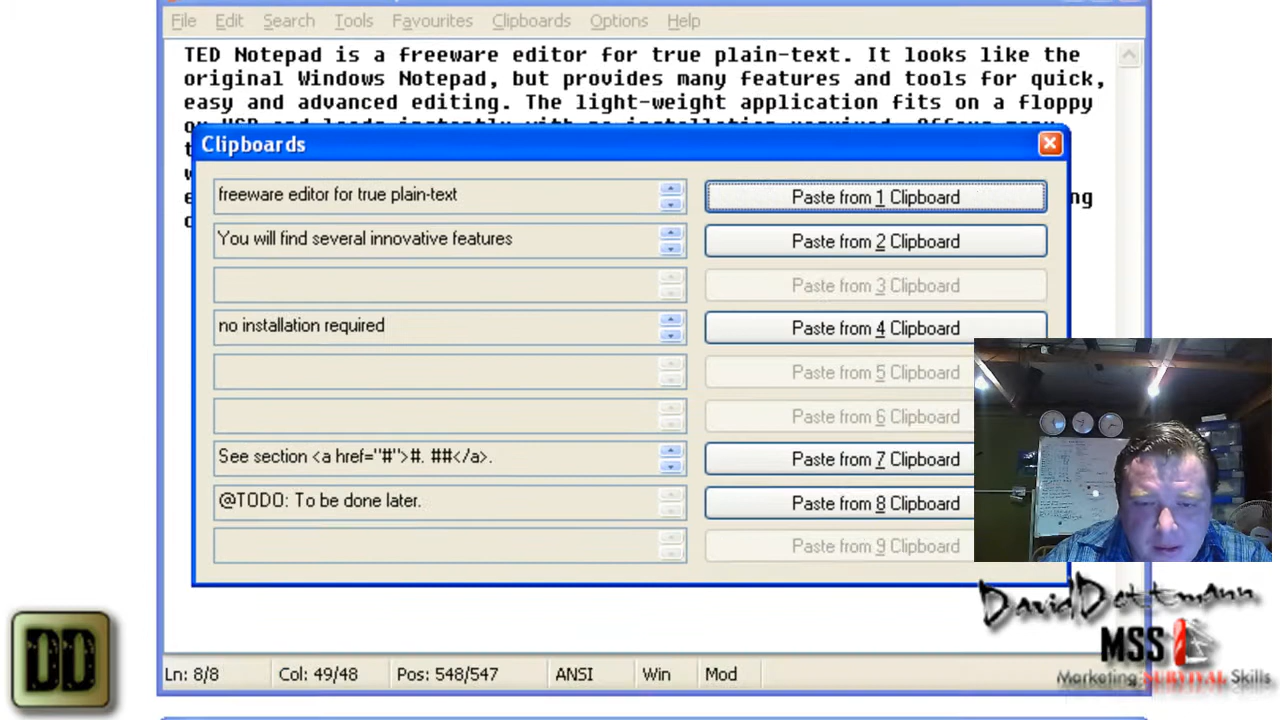 File Edit Search Tools Favourites Clipboards Options Help
TED Notepad is a freeware editor for true plain-text. It looks like the
original Windows Notepad, but provides many features and tools for quick,
easy and advanced editing. The light-weight application fits on a floppy
Clipboards
freeware editor for true plain-text
Paste from 1 Clipboard
You will find several innovative features
Paste from 2 Clipboard
Paste from 3 Clipboard
no installation required
Paste from 4 Clipboard
Paste from 5 Clipboard
Paste from 6 Clipboard
See section <a href="#">#. ##</a>.
Paste from 7 Clipboard
@TODO: To be done later.
Paste from 8 Clipboard
Paste from 9 Clipboard
DavidDettmann
MSS
Marketing SURVIVAL Skills
DD
Ln: 8/8 Col: 49/48 Pos: 548/547 ANSI Win Mod